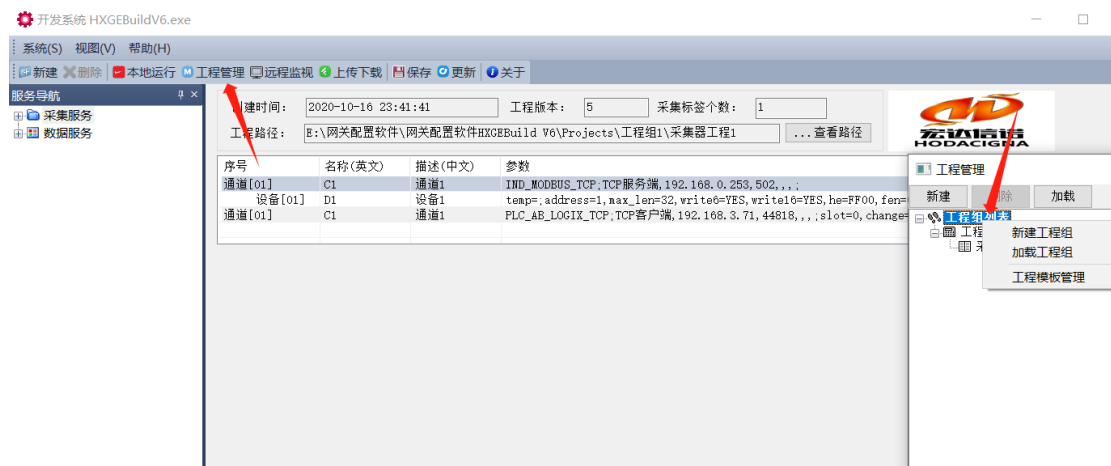 开发系统 HXGEBuildV6.exe
系统(S) 视图(V) 帮助(H)
新建 删除 本地运行 工程管理 远程监视 上传下载 保存 更新 关于
服务导航
采集服务
数据服务
创建时间: 2020-10-16 23:41:41 工程版本: 5 采集标签个数: 1
工程路径: E:\网关配置软件\网关配置软件HXGEBuild V6\Projects\工程组1\采集器工程1 ...查看路径
宏达信诺
HODACIGNA
序号 名称(英文) 描述(中文) 参数
通道[01] C1 通道1 IND_MODBUS_TCP;TCP服务端,192.168.0.253,502,,,;
设备[01] D1 设备1 temp=;address=1,max_len=32,write6=YES,write16=YES,he=FF00,fen=
通道[01] C1 通道1 PLC_AB_LOGIX_TCP;TCP客户端,192.168.3.71,44818,,,;slot=0,change=
工程管理
新建 删除 加载
工程组列表
工程
新建工程组
加载工程组
工程模板管理